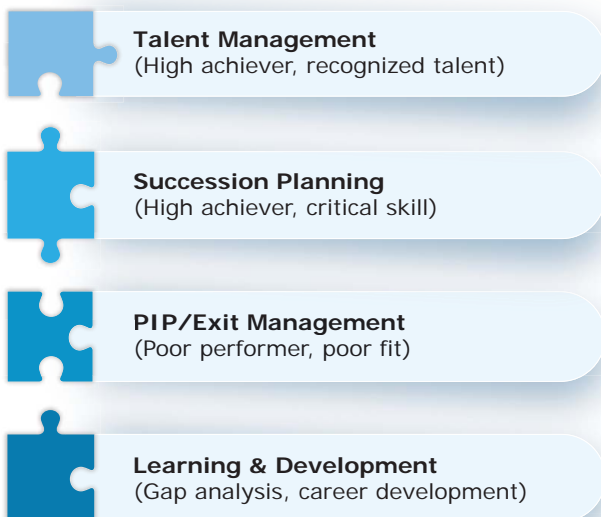 Talent Management
(High achiever, recognized talent)
Succession Planning
(High achiever, critical skill)
PIP/Exit Management
(Poor performer, poor fit)
Learning & Development
(Gap analysis, career development)